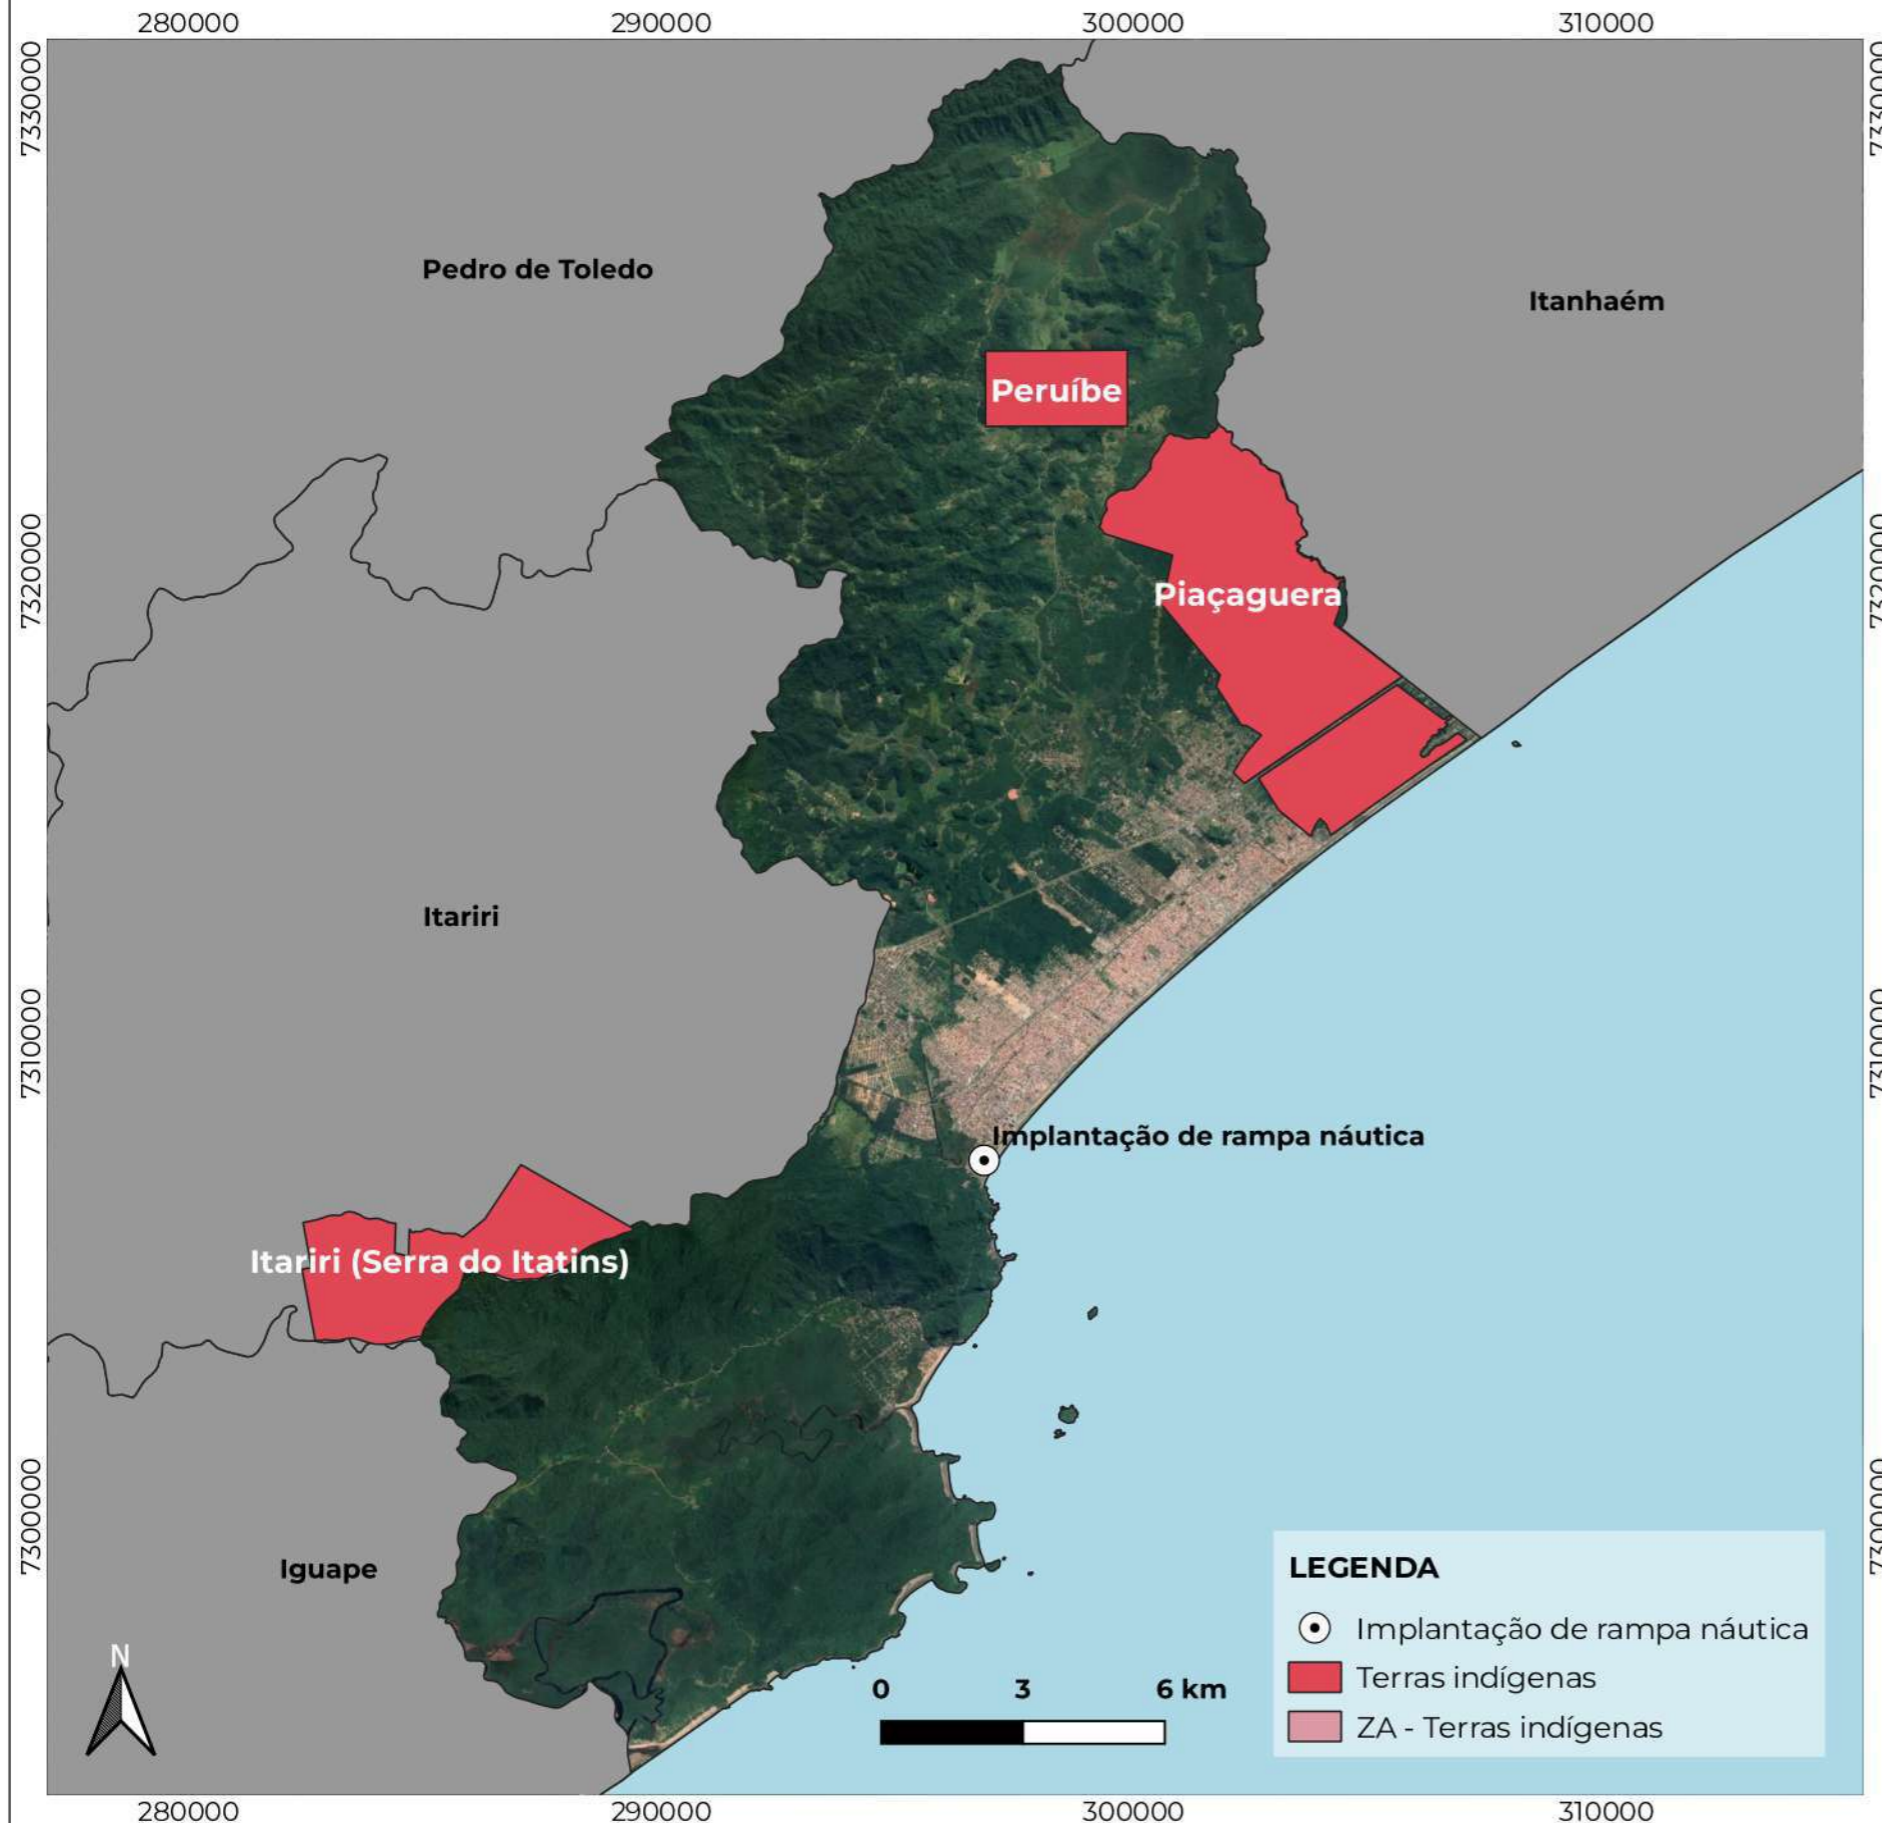 280000 290000 300000 310000
7330000
7330000
Pedro de Toledo
Itanhaém
Peruíbe
7320000
7320000
Piaçaguera
Itariri
7310000
7310000
Implantação de rampa náutica
Itariri (Serra do Itatins)
7300000
7300000
Iguape
LEGENDA
Implantação de rampa náutica
Terras indígenas
ZA - Terras indígenas
N
0 3 6 km
280000 290000 300000 310000